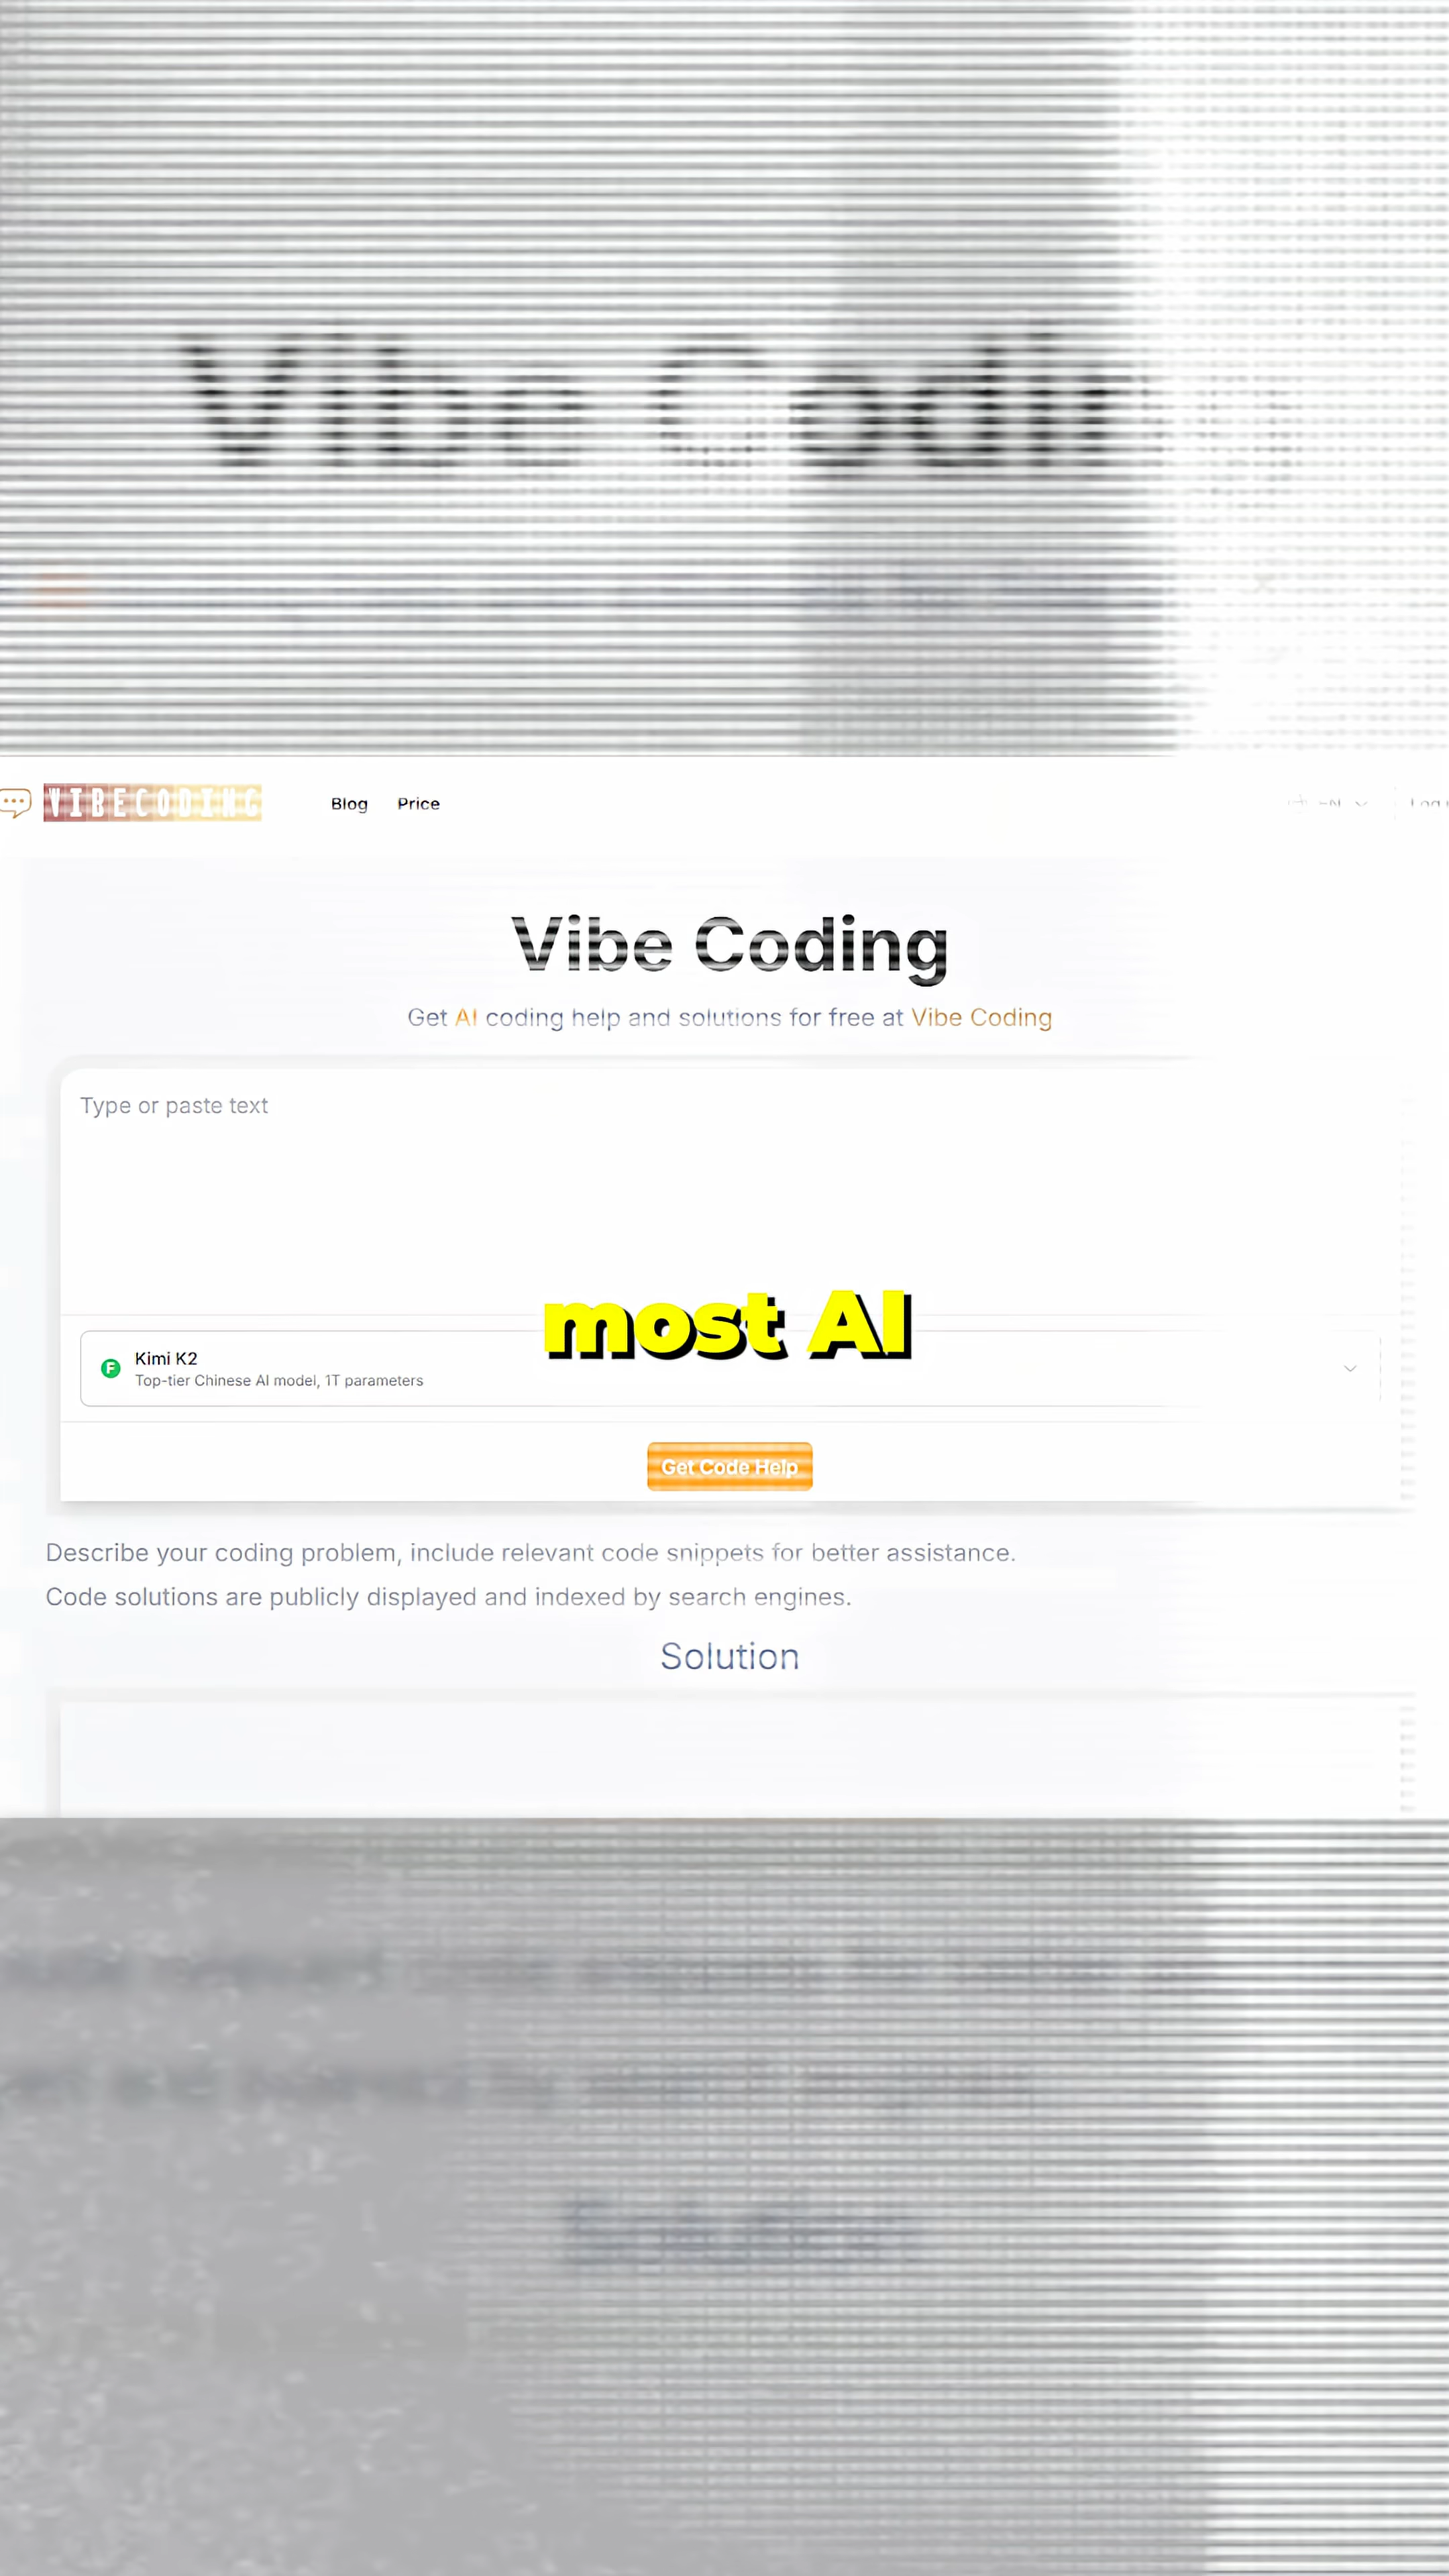 Vibe Coding
VIBECODING
Blog
Price
Vibe Coding
Get AI coding help and solutions for free at Vibe Coding
Type or paste text
most AI
Kimi K2
F
Top-tier Chinese AI model, 1T parameters
Get Code Help
Describe your coding problem, include relevant code snippets for better assistance.
Code solutions are publicly displayed and indexed by search engines.
Solution